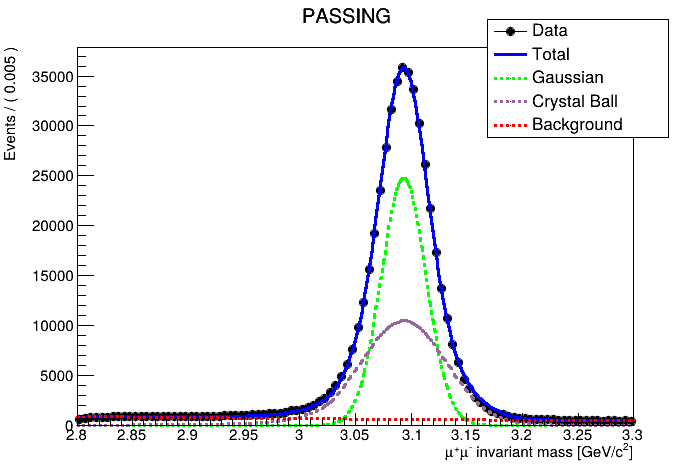 PASSING
Data
Total
Gaussian
Crystal Ball
Background
Events / ( 0.005 )
35000
30000
25000
20000
15000
10000
5000
0
2.8 2.85 2.9 2.95 3 3.05 3.1 3.15 3.2 3.25 3.3
μ⁺μ⁻ invariant mass [GeV/c²]